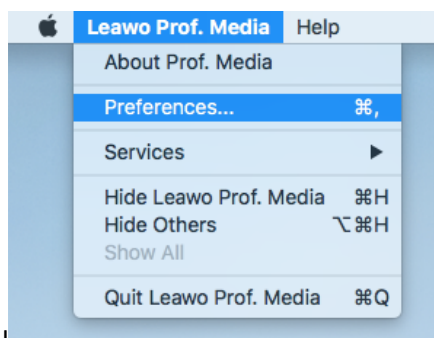 Leawo Prof. Media Help
About Prof. Media
Preferences... ⌘,
Services ▶
Hide Leawo Prof. Media ⌘H
Hide Others ⌥⌘H
Show All
Quit Leawo Prof. Media ⌘Q